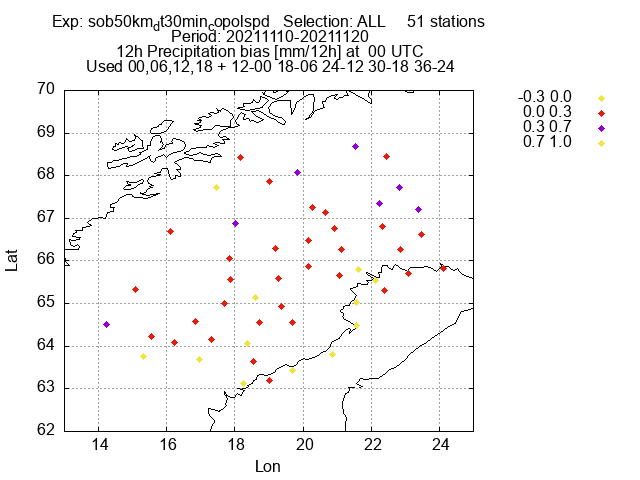 Exp: sob50km_dt30min_copolspd   Selection: ALL     51 stations
Period: 20211110-20211120
12h Precipitation bias [mm/12h] at  00 UTC
Used 00,06,12,18 + 12-00 18-06 24-12 30-18 36-24
-0.3 0.0
0.0 0.3
0.3 0.7
0.7 1.0
70
69
68
67
66
65
64
63
62
Lat
14 16 18 20 22 24
Lon